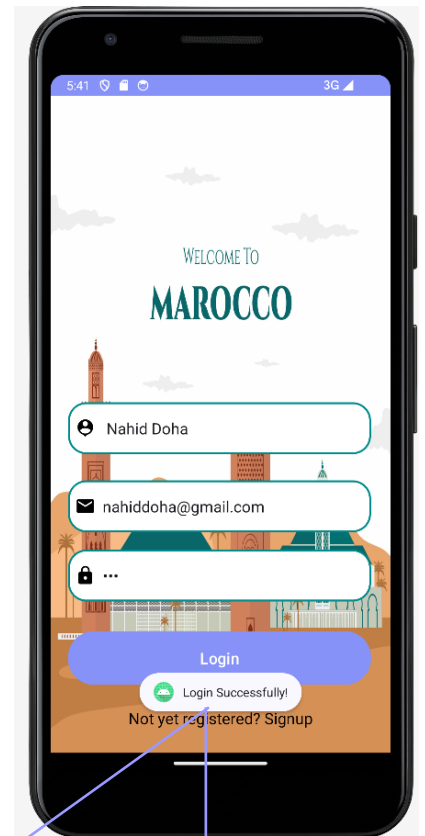 5:41
3G
WELCOME TO
MAROCCO
Nahid Doha
nahiddoha@gmail.com
Login
Login Successfully!
Not yet registered? Signup